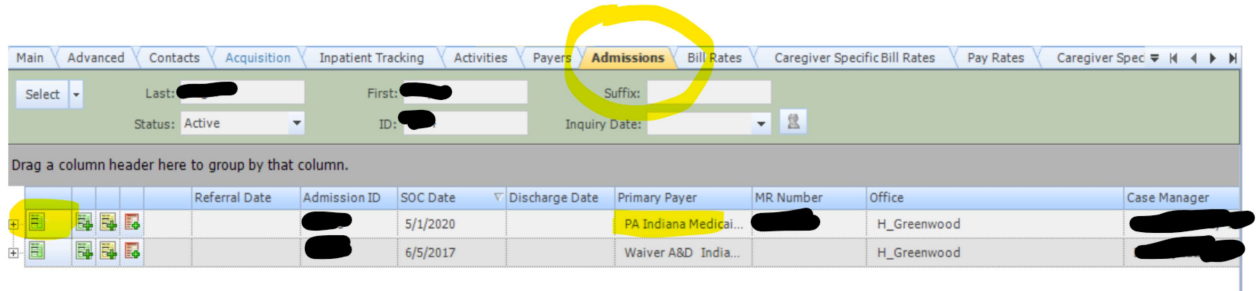 Main Advanced Contacts Acquisition Inpatient Tracking Activities Payers Admissions Bill Rates Caregiver Specific Bill Rates Pay Rates Caregiver Spec
Select Last: First: Suffix:
Status: Active ID: Inquiry Date:
Drag a column header here to group by that column.
Referral Date Admission ID SOC Date Discharge Date Primary Payer MR Number Office Case Manager
5/1/2020 PA Indiana Medicai... H_Greenwood
6/5/2017 Waiver A&D India... H_Greenwood